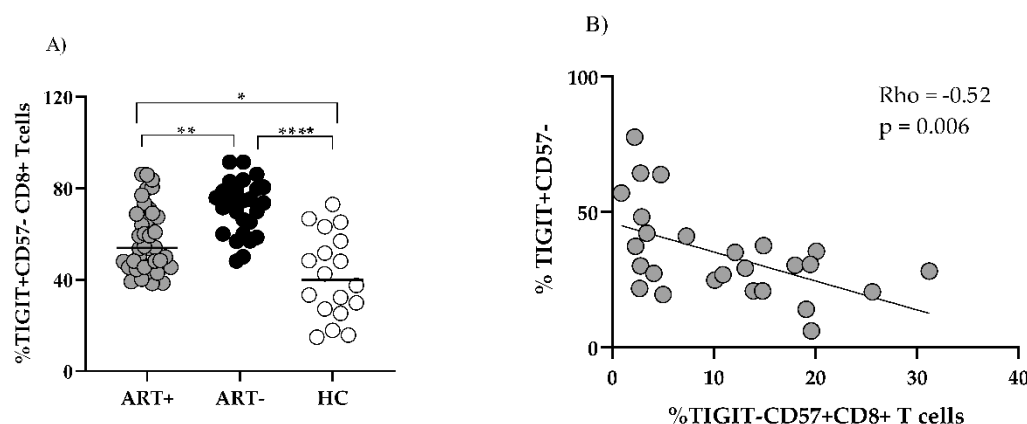 A)
%TIGIT+CD57- CD8+ Tcells
120
80
40
0
*
**
****
ART+
ART-
HC
B)
% TIGIT+CD57-
100
50
0
Rho = -0.52
p = 0.006
0
10
20
30
40
%TIGIT-CD57+CD8+ T cells